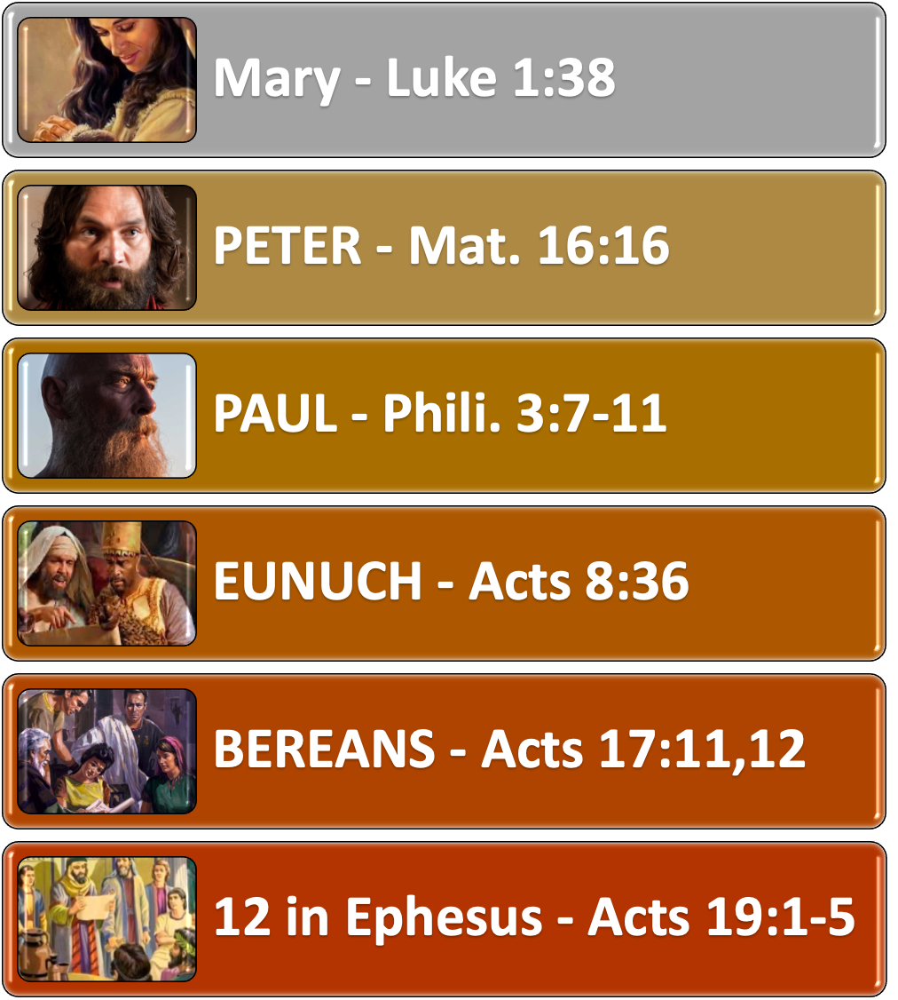 Mary - Luke 1:38
PETER - Mat. 16:16
PAUL - Phili. 3:7-11
EUNUCH - Acts 8:36
BEREANS - Acts 17:11,12
12 in Ephesus - Acts 19:1-5